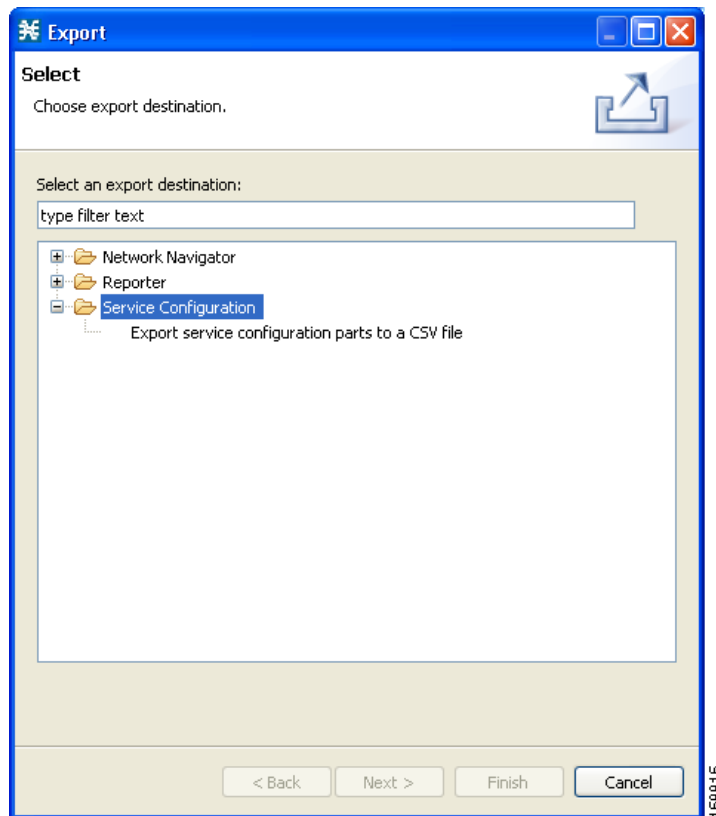 Export
Select
Choose export destination.
Select an export destination:
type filter text
Network Navigator
Reporter
Service Configuration
Export service configuration parts to a CSV file
< Back Next > Finish Cancel